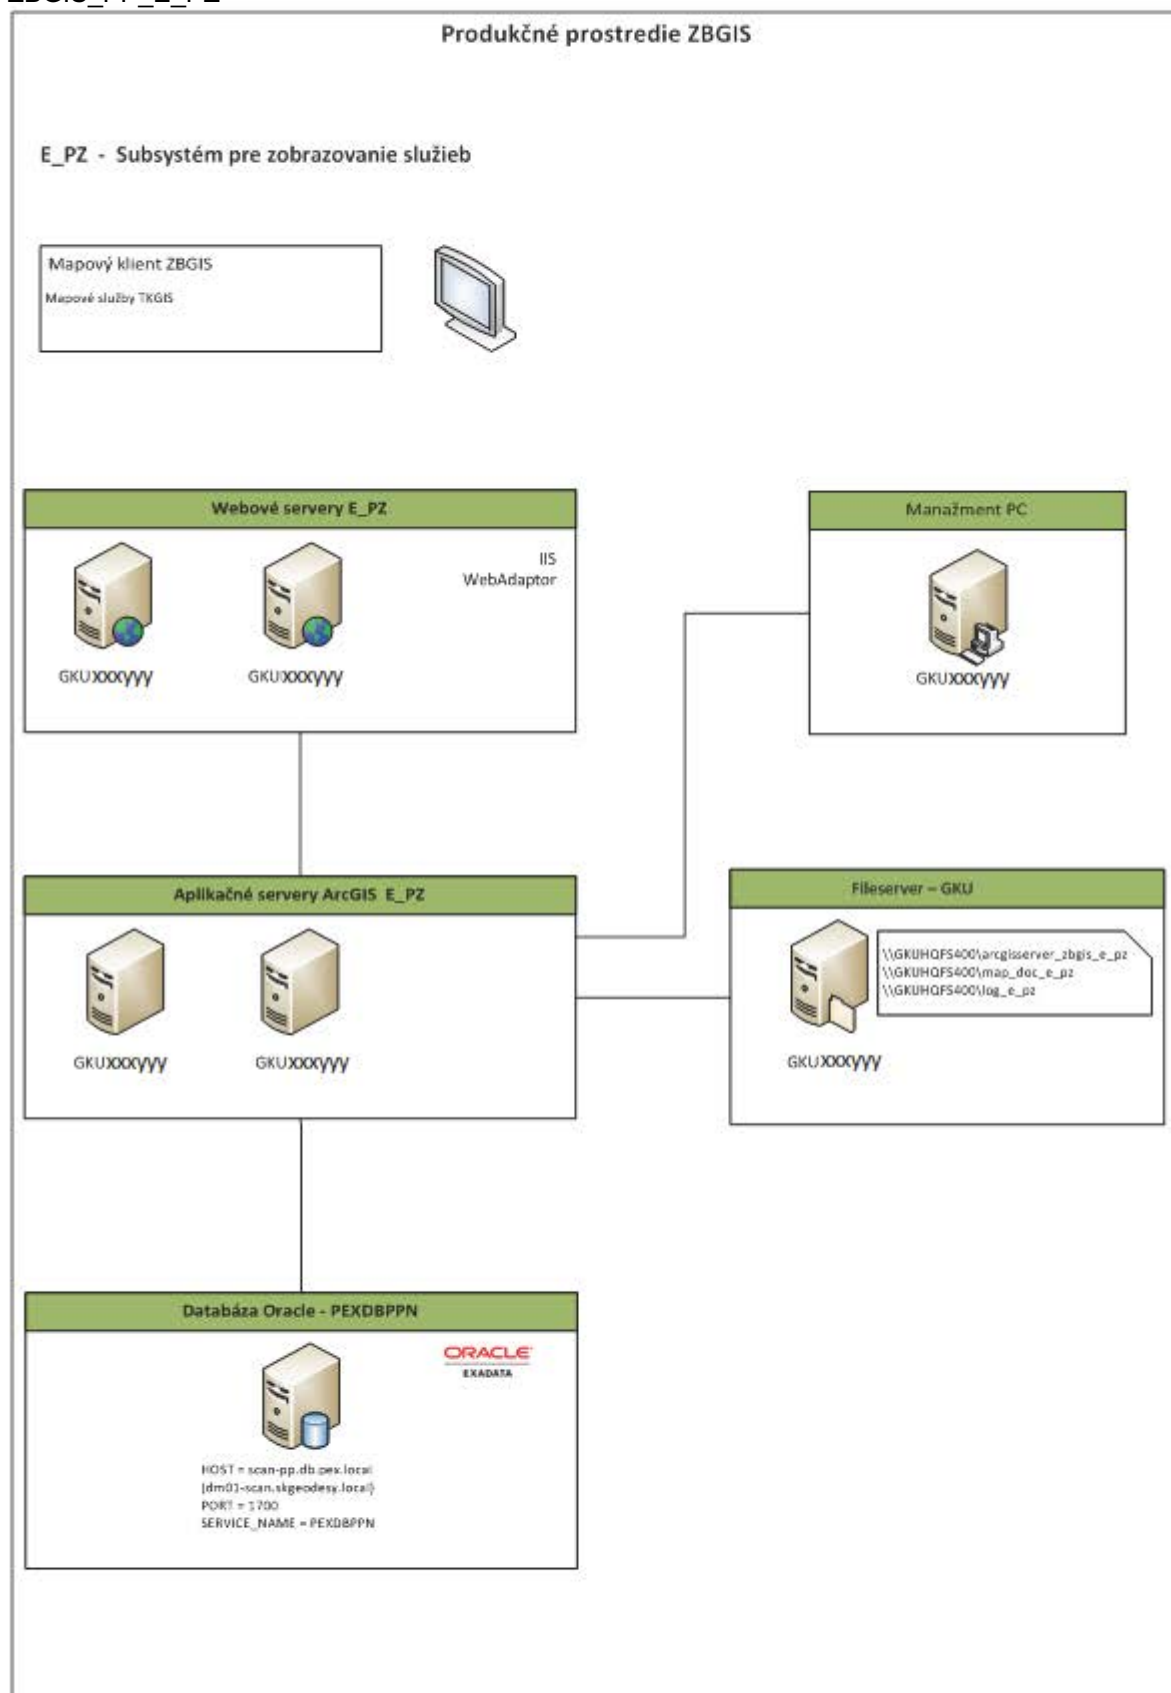 Produkčné prostredie ZBGIS
E_PZ - Subsystém pre zobrazovanie služieb
Mapový klient ZBGIS
Mapové služby TKGIS
Webové servery E_PZ
IIS
WebAdaptor
GKUXXXyyy
GKUXXXyyy
Manažment PC
GKUXXXyyy
Aplikačné servery ArcGIS E_PZ
GKUXXXyyy
GKUXXXyyy
Fileserver – GKU
\\GKUHQFS400\arcgisserver_zbgis_e_pz
\\GKUHQFS400\map_doc_e_pz
\\GKUHQFS400\log_e_pz
GKUXXXyyy
Databáza Oracle - PEXDBPPN
ORACLE
EXADATA
HOST = scan-pp.db.pex.local
(dm01-scan.skgeodesy.local)
PORT = 1700
SERVICE_NAME = PEXDBPPN